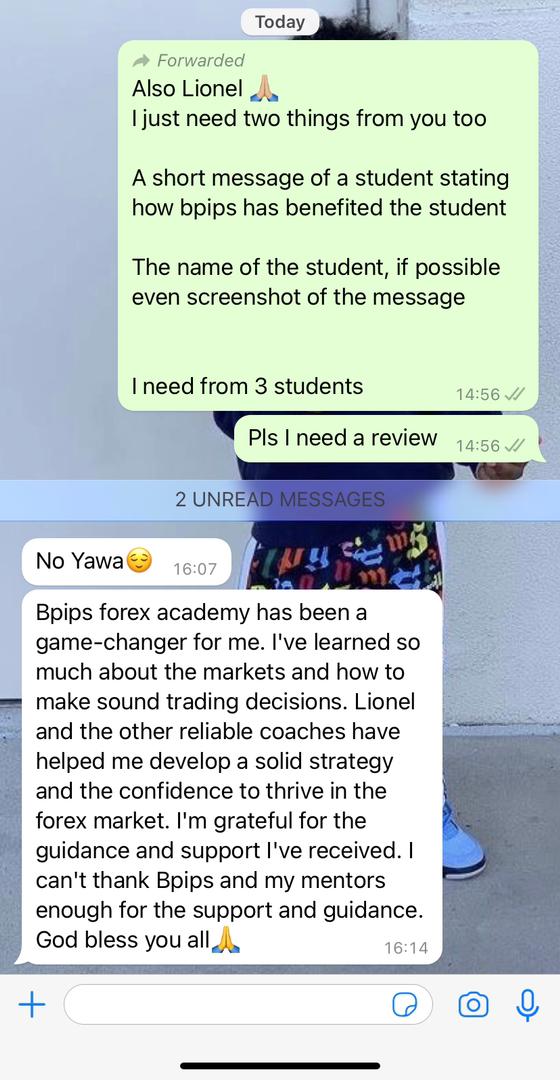 Today
Forwarded
Also Lionel 🙏🏼
I just need two things from you too
A short message of a student stating
how bpips has benefited the student
The name of the student, if possible
even screenshot of the message
I need from 3 students
14:56
Pls I need a review
14:56
2 UNREAD MESSAGES
No Yawa😌
16:07
Bpips forex academy has been a
game-changer for me. I've learned so
much about the markets and how to
make sound trading decisions. Lionel
and the other reliable coaches have
helped me develop a solid strategy
and the confidence to thrive in the
forex market. I'm grateful for the
guidance and support I've received. I
can't thank Bpips and my mentors
enough for the support and guidance.
God bless you all🙏
16:14